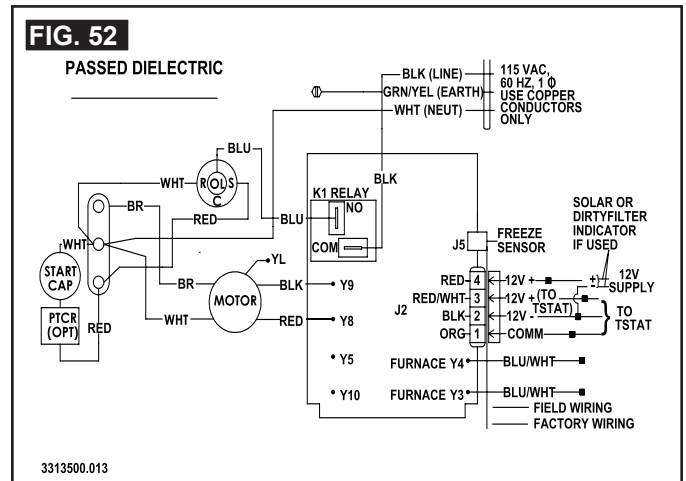 FIG. 52
PASSED DIELECTRIC
BLK (LINE)
GRN/YEL (EARTH)
WHT (NEUT)
115 VAC,
60 HZ, 1 Φ
USE COPPER
CONDUCTORS
ONLY
BLU
WHT
R OL S
C
BR
RED
BLU
K1 RELAY
NO
COM
BLK
WHT
START
CAP
PTCR
(OPT)
RED
YL
BR
MOTOR
WHT
BLK
Y9
RED
Y8
Y5
Y10
J5
FREEZE
SENSOR
SOLAR OR
DIRTYFILTER
INDICATOR
IF USED
J2
RED 4 12V + + 12V
- SUPPLY
RED/WHT 3 12V + (TO
TSTAT)
BLK 2 12V -
ORG 1 COMM
TO
TSTAT
FURNACE Y4 BLU/WHT
FURNACE Y3 BLU/WHT
FIELD WIRING
FACTORY WIRING
3313500.013